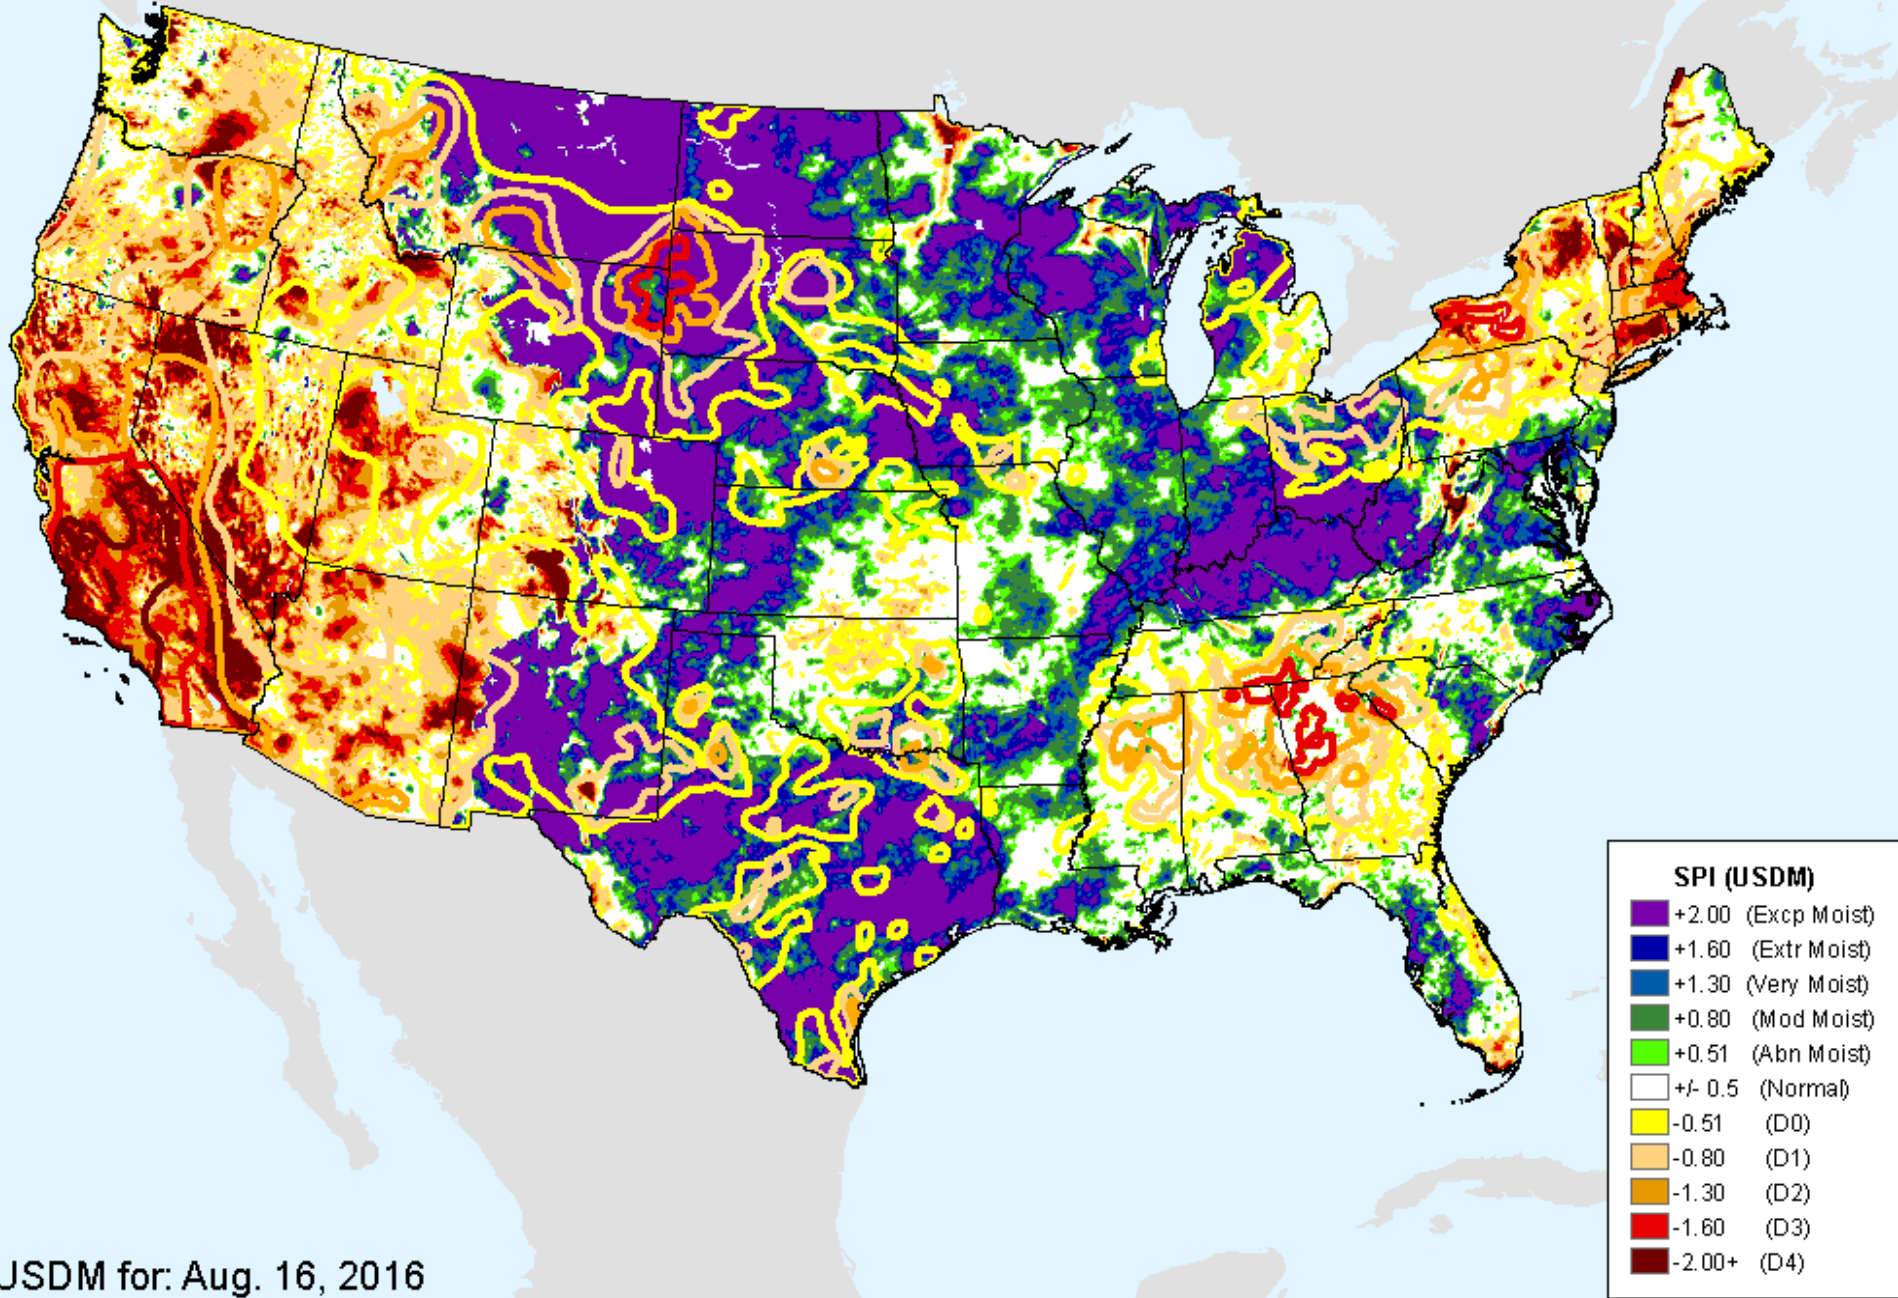 SPI (USDM)
+2.00 (Excp Moist)
+1.60 (Extr Moist)
+1.30 (Very Moist)
+0.80 (Mod Moist)
+0.51 (Abn Moist)
+/- 0.5 (Normal)
-0.51 (D0)
-0.80 (D1)
-1.30 (D2)
-1.60 (D3)
-2.00+ (D4)
USDM for: Aug. 16, 2016